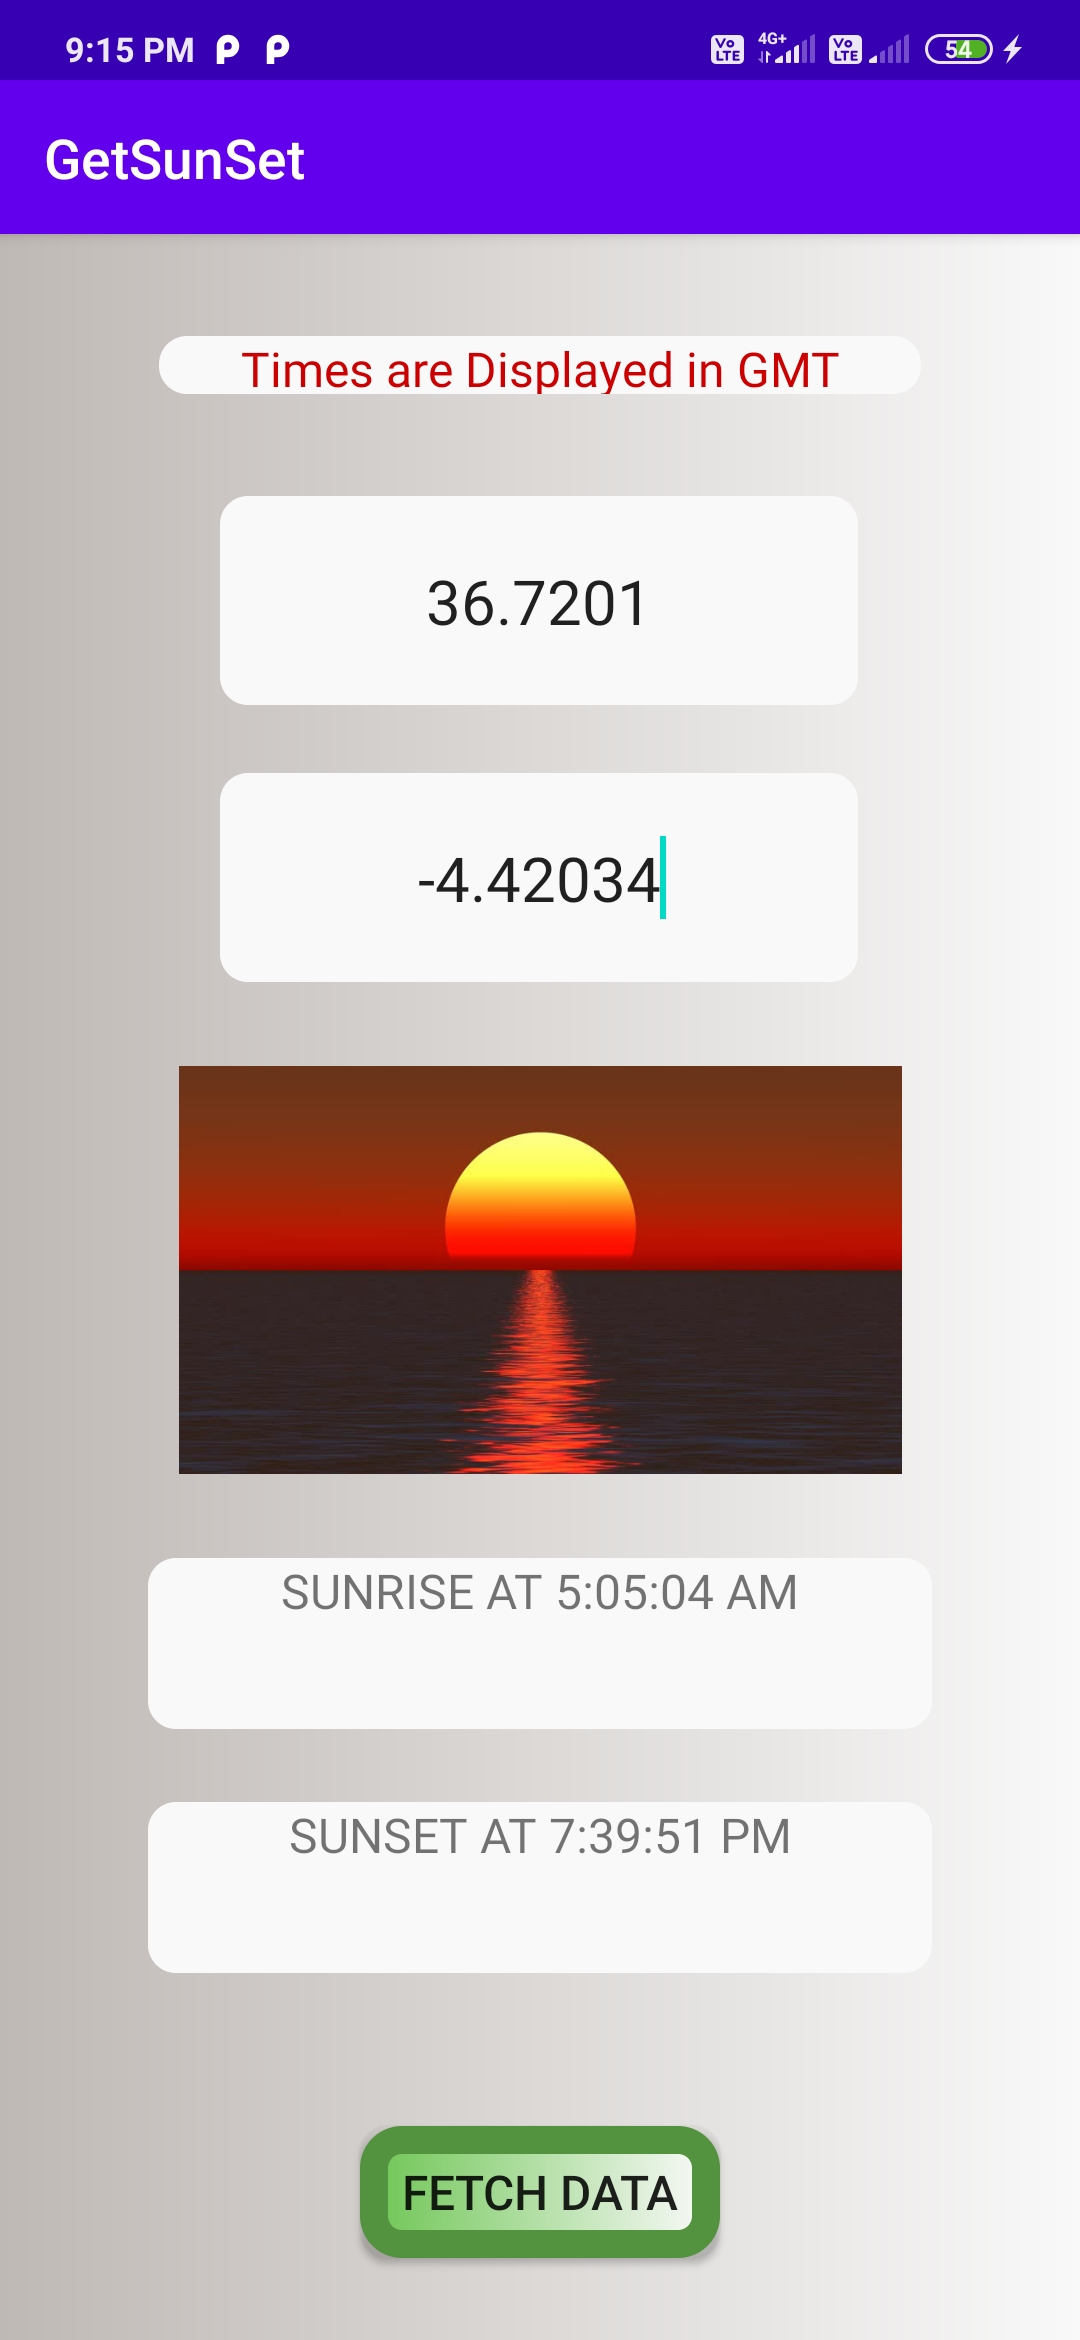 9:15 PM
Vo LTE 4G+ Vo LTE 54
GetSunSet
Times are Displayed in GMT
36.7201
-4.42034
SUNRISE AT 5:05:04 AM
SUNSET AT 7:39:51 PM
FETCH DATA